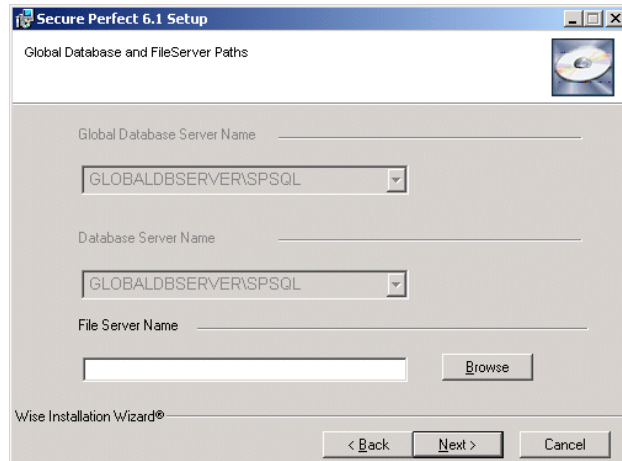 Secure Perfect 6.1 Setup
Global Database and FileServer Paths
Global Database Server Name
GLOBALDBSERVER\SPSQL
Database Server Name
GLOBALDBSERVER\SPSQL
File Server Name
Browse
Wise Installation Wizard®
< Back
Next >
Cancel